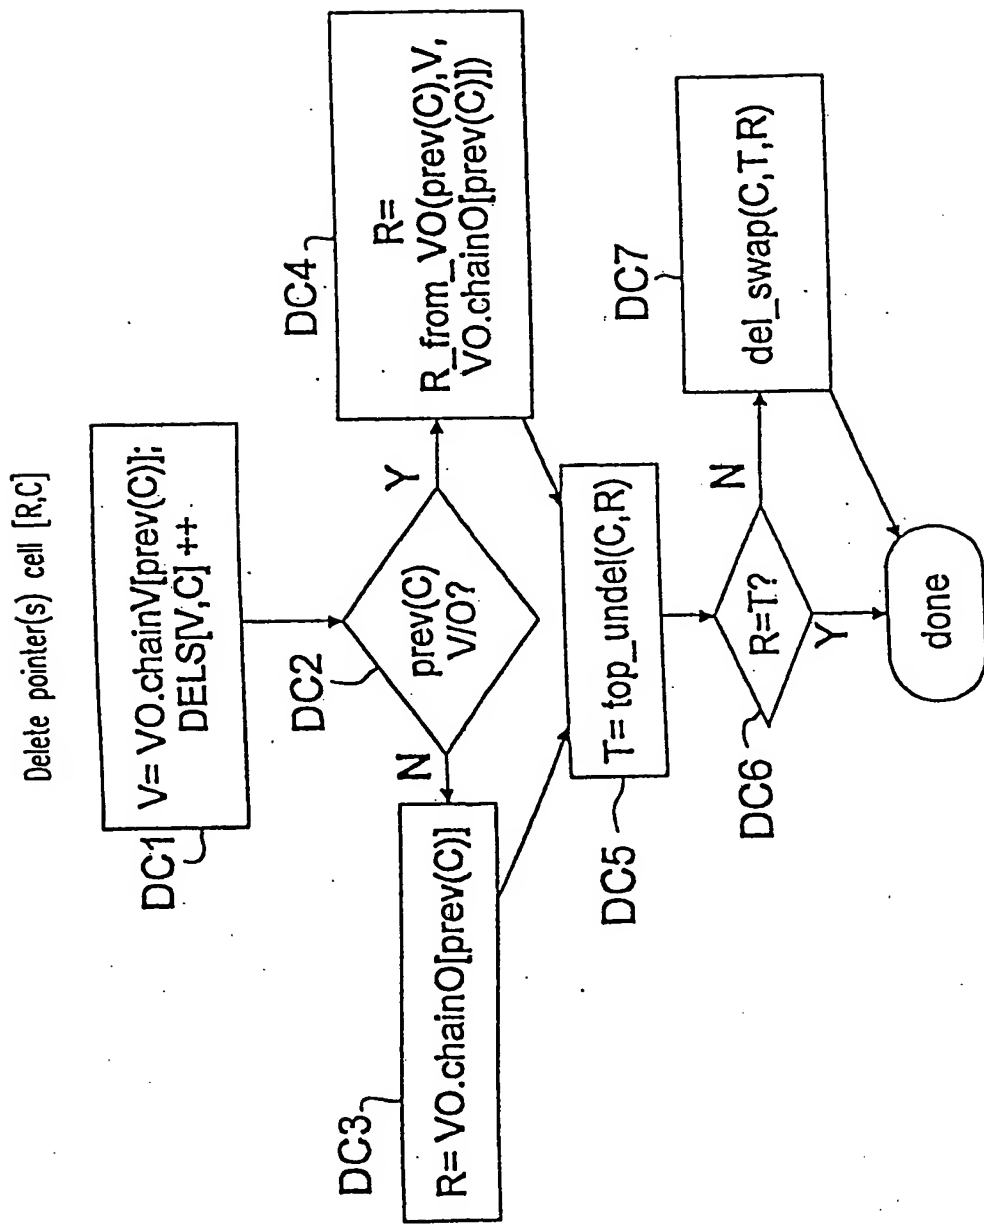 Delete pointer(s) cell [R,C]
DC1
V= VO.chainV[prev(C)];
DELS[V,C] ++
DC2
prev(C)
V/O?
N
Y
DC3
R= VO.chainO[prev(C)]
DC4
R=
R_from_VO(prev(C),V,
VO.chainO[prev(C)])
DC5
T= top_undel(C,R)
DC6
R=T?
N
Y
DC7
del_swap(C,T,R)
done